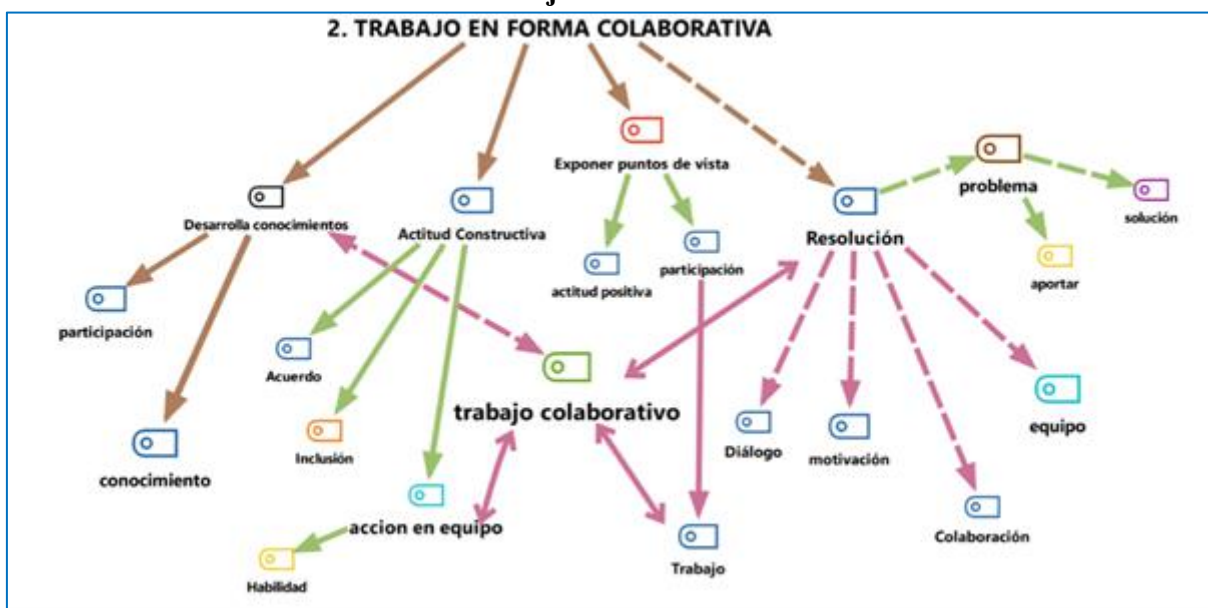 2. TRABAJO EN FORMA COLABORATIVA
Exponer puntos de vista
problema
solución
Desarrolla conocimientos
Actitud Constructiva
Resolución
participación
actitud positiva
aportar
participación
Acuerdo
trabajo colaborativo
equipo
Inclusión
Diálogo
motivación
conocimiento
accion en equipo
Colaboración
Trabajo
Habilidad